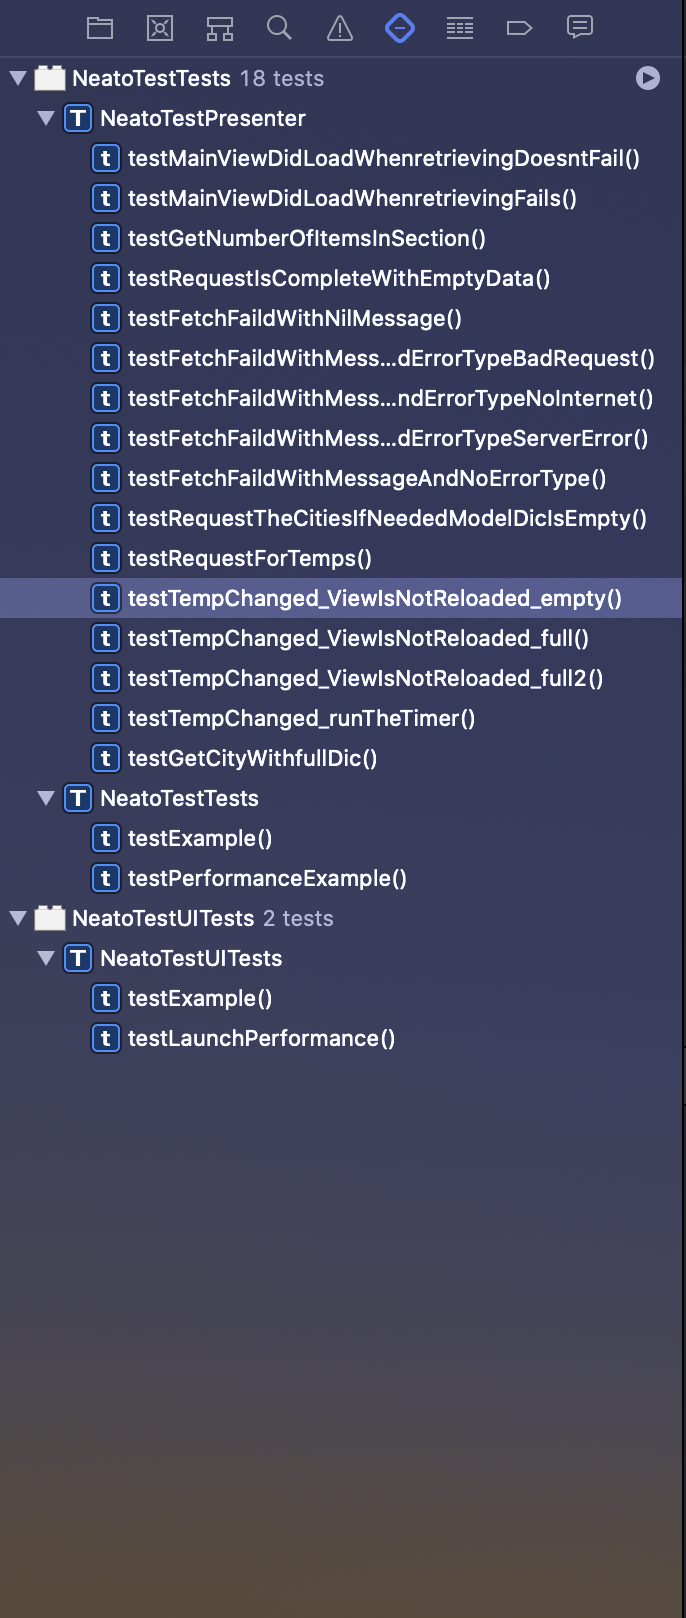 NeatoTestTests 18 tests
T NeatoTestPresenter
t testMainViewDidLoadWhenretrievingDoesntFail()
t testMainViewDidLoadWhenretrievingFails()
t testGetNumberOfItemsInSection()
t testRequestIsCompleteWithEmptyData()
t testFetchFaildWithNilMessage()
t testFetchFaildWithMess...dErrorTypeBadRequest()
t testFetchFaildWithMess...ndErrorTypeNoInternet()
t testFetchFaildWithMess...dErrorTypeServerError()
t testFetchFaildWithMessageAndNoErrorType()
t testRequestTheCitiesIfNeededModelDicIsEmpty()
t testRequestForTemps()
t testTempChanged_ViewIsNotReloaded_empty()
t testTempChanged_ViewIsNotReloaded_full()
t testTempChanged_ViewIsNotReloaded_full2()
t testTempChanged_runTheTimer()
t testGetCityWithfullDic()
T NeatoTestTests
t testExample()
t testPerformanceExample()
NeatoTestUITests 2 tests
T NeatoTestUITests
t testExample()
t testLaunchPerformance()